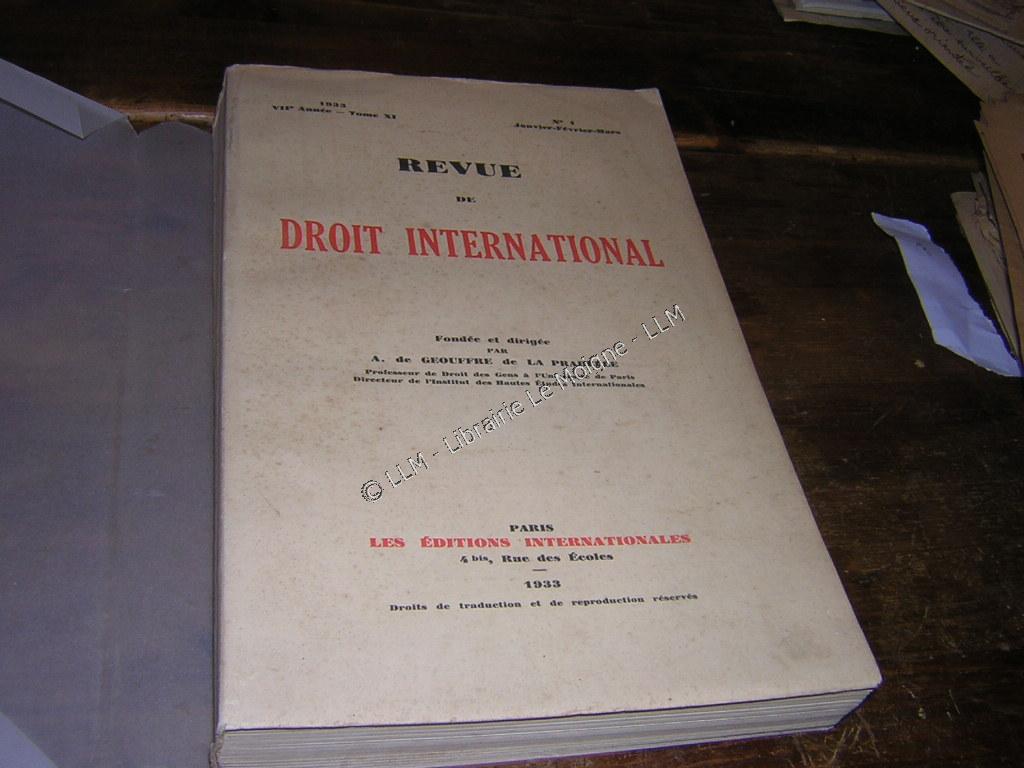 1933
VIIe Année — Tome XI
N° 1
Janvier-Février-Mars
REVUE
DE
DROIT INTERNATIONAL
Fondée et dirigée
PAR
A. de GEOUFFRE de LA PRADELLE
Professeur de Droit des Gens à l'Université de Paris
Directeur de l'Institut des Hautes Études Internationales
© LLM - Librairie Le Moigne - LLM
PARIS
LES ÉDITIONS INTERNATIONALES
4 bis, Rue des Écoles
1933
Droits de traduction et de reproduction réservés